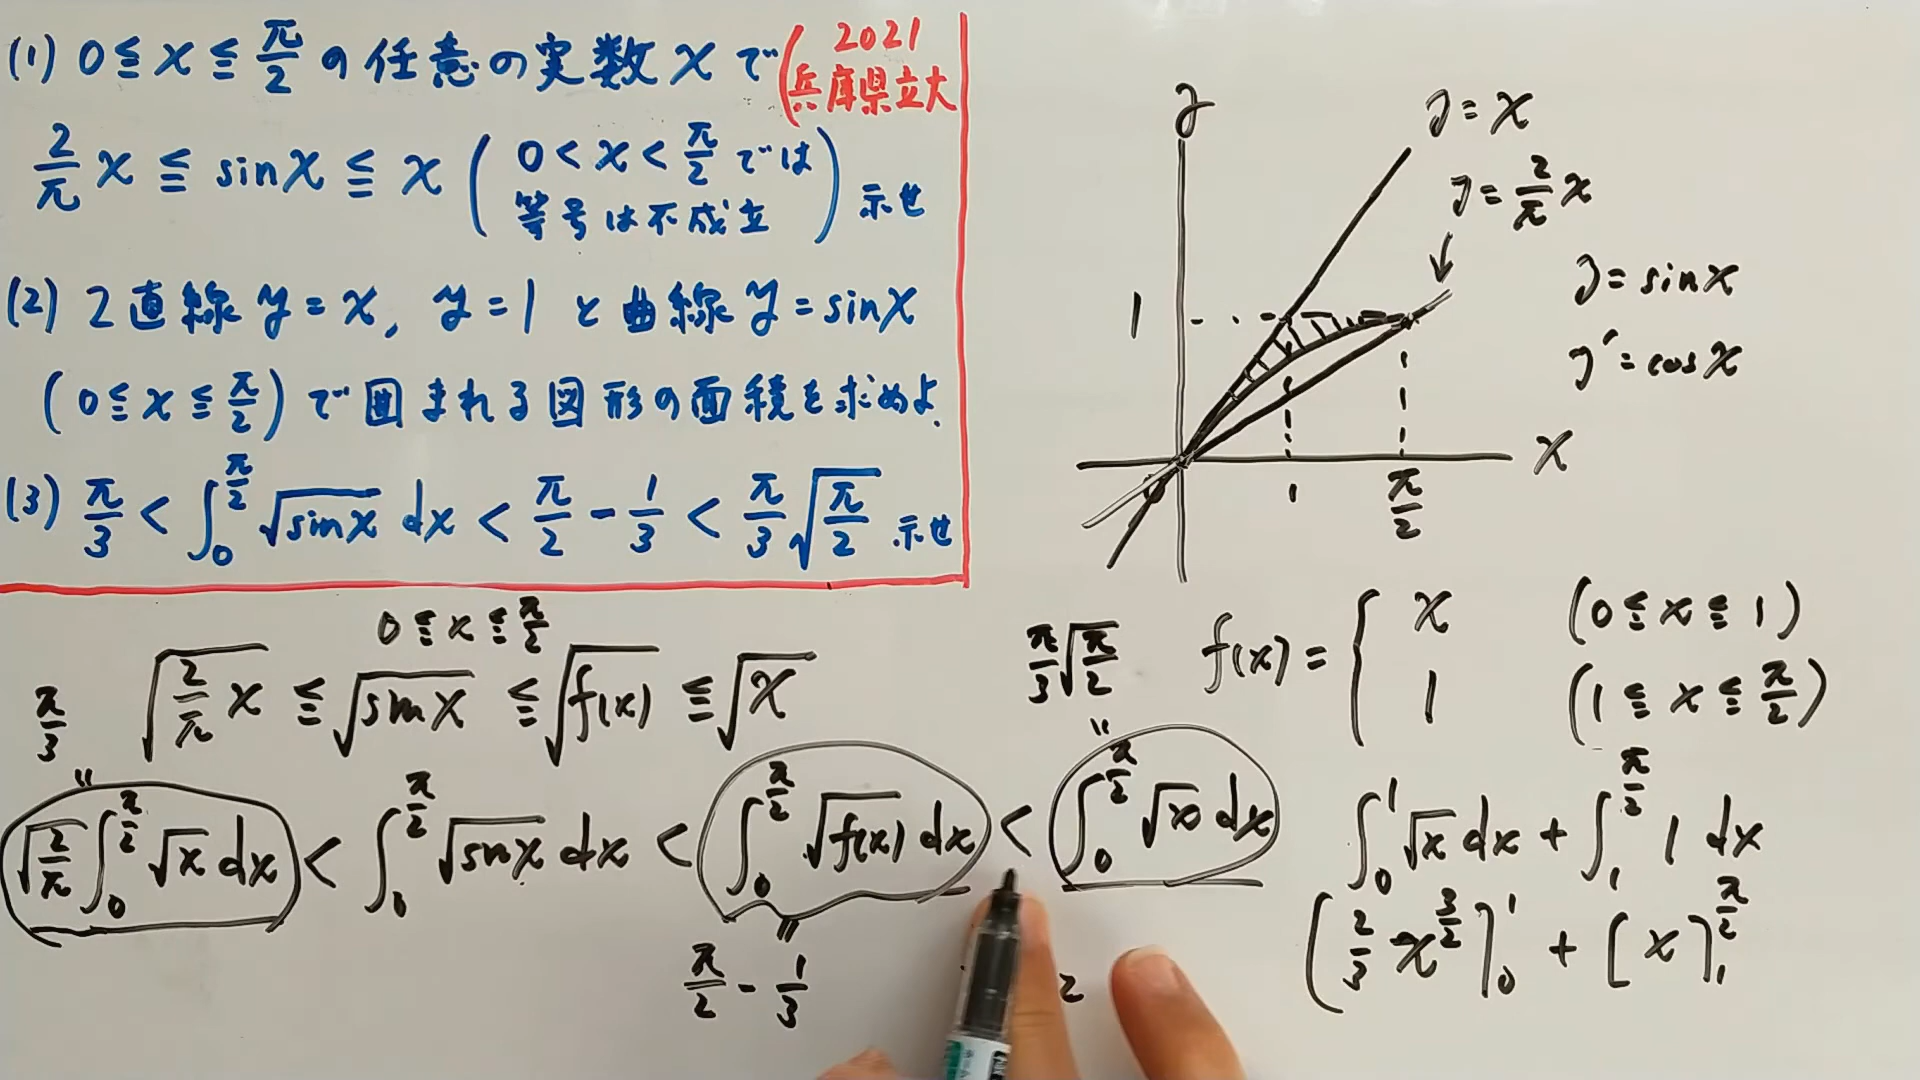 (1) 0≦x≦π/2 の任意の実数xで (2021
兵庫県立大
2/π x ≦ sinx ≦ x (0<x<π/2 では
等号は不成立) 示せ
(2) 2直線 y=x, y=1 と曲線 y=sinx
(0≦x≦π/2) で囲まれる図形の面積を求めよ.
(3) π/3 < ∫₀^{π/2} √sinx dx < π/2 - 1/3 < π/3 √(π/2) 示せ
y
y=x
y=2/π x
y=sinx
y'=cosx
1
x
1
π/2
0≦x≦π/2
√(2/π x) ≦ √sinx ≦ √f(x) ≦ √x
π/3
〃
√(2/π) ∫₀^{π/2} √x dx < ∫₀^{π/2} √sinx dx < ∫₀^{π/2} √f(x) dx < ∫₀^{π/2} √x dx
π/3 √(π/2)
〃
〃
π/2 - 1/3
2
f(x) = { x (0≦x≦1)
1 (1≦x≦π/2)
∫₀^1 √x dx + ∫₁^{π/2} 1 dx
[2/3 x^{3/2}]₀^1 + [x]₁^{π/2}